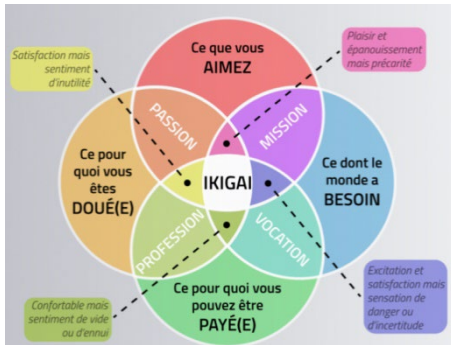 Ce que vous
AIMEZ
Plaisir et
épanouissement
mais précarité
Satisfaction mais
sentiment
d'inutilité
PASSION
MISSION
Ce pour
quoi vous
êtes
DOUÉ(E)
IKIGAI
Ce dont le
monde a
BESOIN
PROFESSION
VOCATION
Ce pour quoi vous
pouvez être
PAYÉ(E)
Confortable mais
sentiment de vide
ou d'ennui
Excitation et
satisfaction mais
sensation de
danger ou
d'incertitude